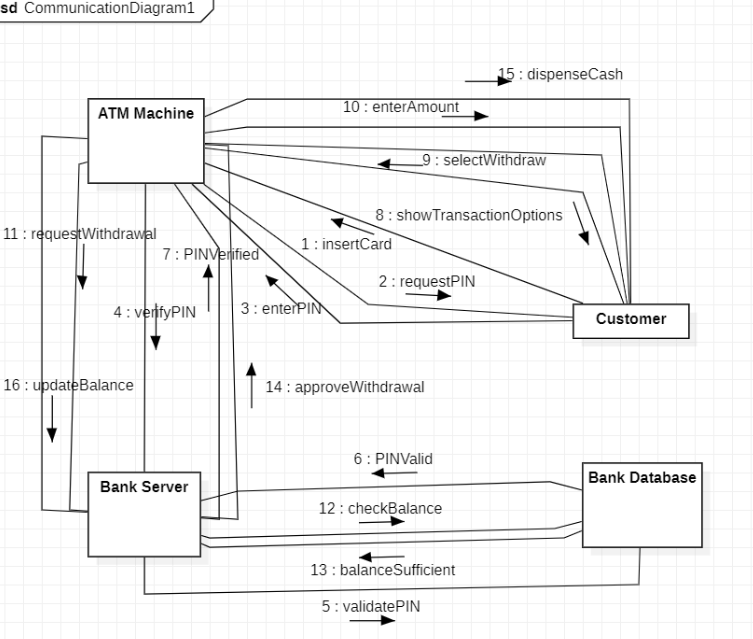 sd CommunicationDiagram1
15 : dispenseCash
ATM Machine
10 : enterAmount
9 : selectWithdraw
8 : showTransactionOptions
11 : requestWithdrawal
1 : insertCard
7 : PINVerified
2 : requestPIN
4 : verifyPIN
3 : enterPIN
Customer
16 : updateBalance
14 : approveWithdrawal
6 : PINValid
Bank Server
Bank Database
12 : checkBalance
13 : balanceSufficient
5 : validatePIN